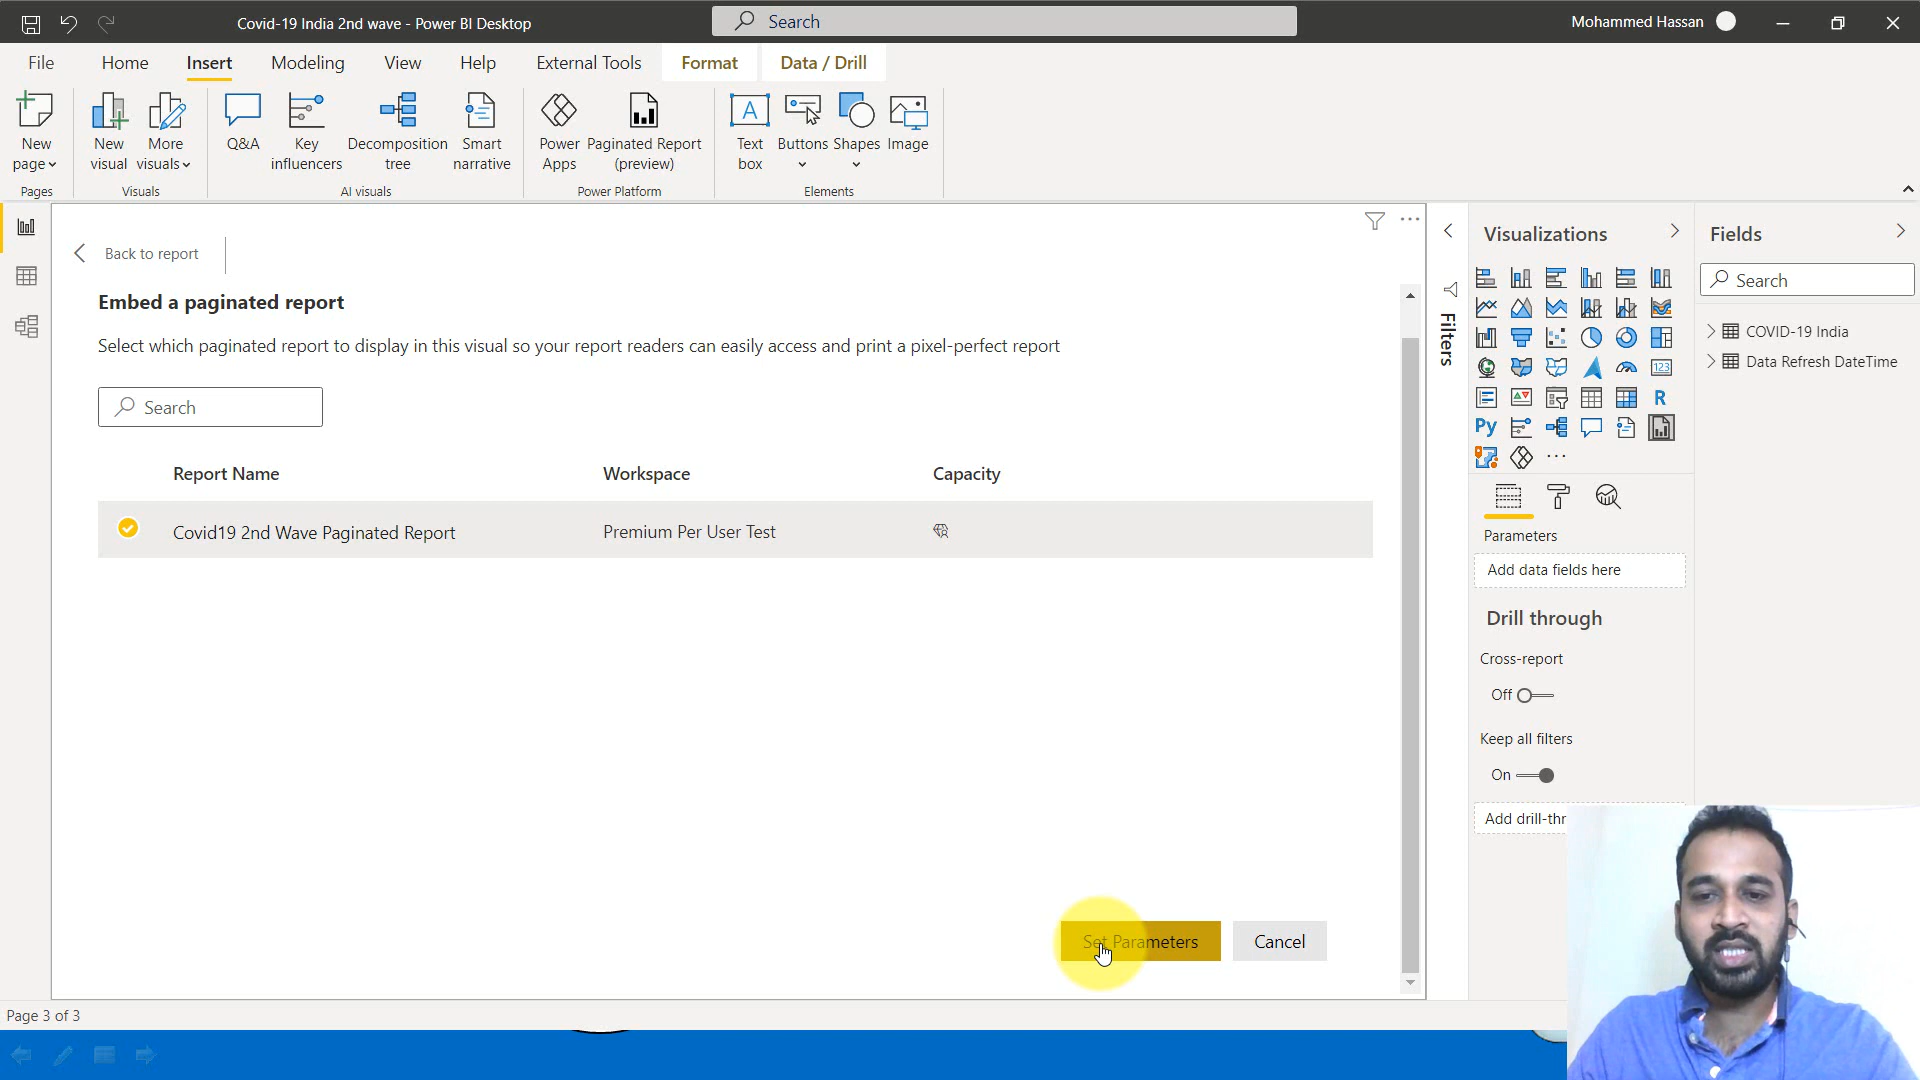 Covid-19 India 2nd wave - Power BI Desktop
Search
Mohammed Hassan
File
Home
Insert
Modeling
View
Help
External Tools
Format
Data / Drill
New page
New visual
More visuals
Q&A
Key influencers
Decomposition tree
Smart narrative
Power Apps
Paginated Report (preview)
Text box
Buttons
Shapes
Image
Pages
Visuals
AI visuals
Power Platform
Elements
Back to report
Embed a paginated report
Select which paginated report to display in this visual so your report readers can easily access and print a pixel-perfect report
Search
Report Name
Workspace
Capacity
Covid19 2nd Wave Paginated Report
Premium Per User Test
Set Parameters
Cancel
Filters
Visualizations
123
R
Py
Parameters
Add data fields here
Drill through
Cross-report
Off
Keep all filters
On
Add drill-thr
Fields
Search
COVID-19 India
Data Refresh DateTime
Page 3 of 3